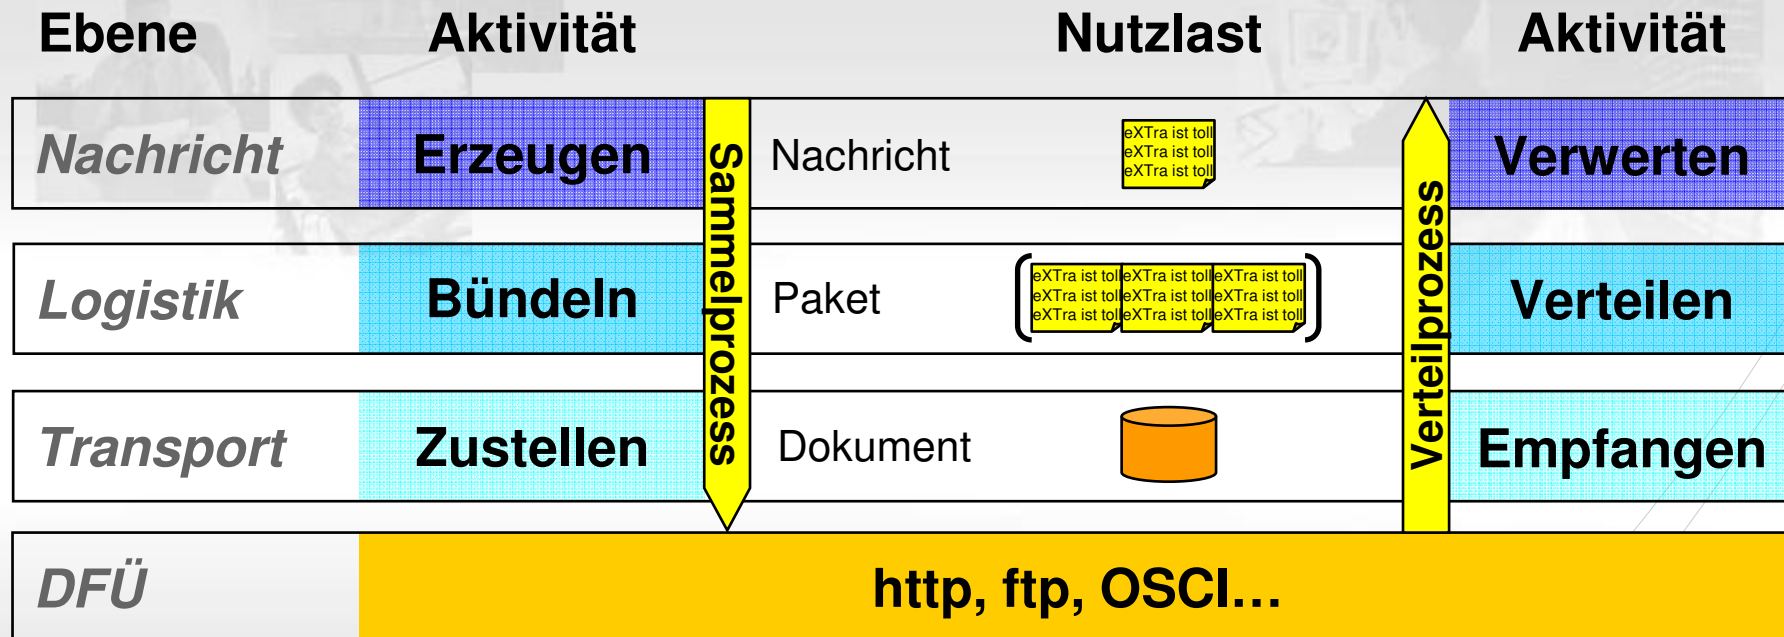 Ebene Aktivität Nutzlast Aktivität
Nachricht Erzeugen Nachricht Verwerten
eXTra ist toll
eXTra ist toll
eXTra ist toll
Sammelprozess
Verteilprozess
Logistik Bündeln Paket Verteilen
eXTra ist toll eXTra ist toll eXTra ist toll
eXTra ist toll eXTra ist toll eXTra ist toll
eXTra ist toll eXTra ist toll eXTra ist toll
Transport Zustellen Dokument Empfangen
DFÜ http, ftp, OSCI...